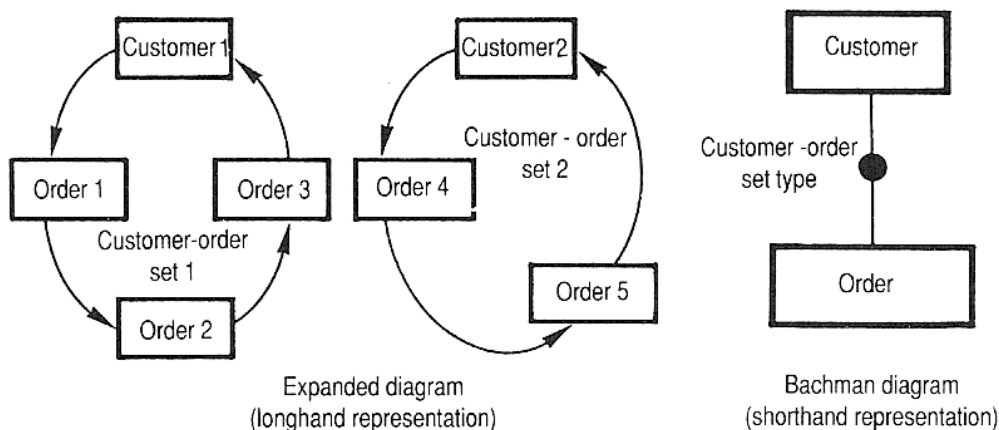 Customer 1
Order 1
Order 3
Customer-order
set 1
Order 2
Customer2
Customer - order
set 2
Order 4
Order 5
Expanded diagram
(longhand representation)
Customer
Customer -order
set type
Order
Bachman diagram
(shorthand representation)